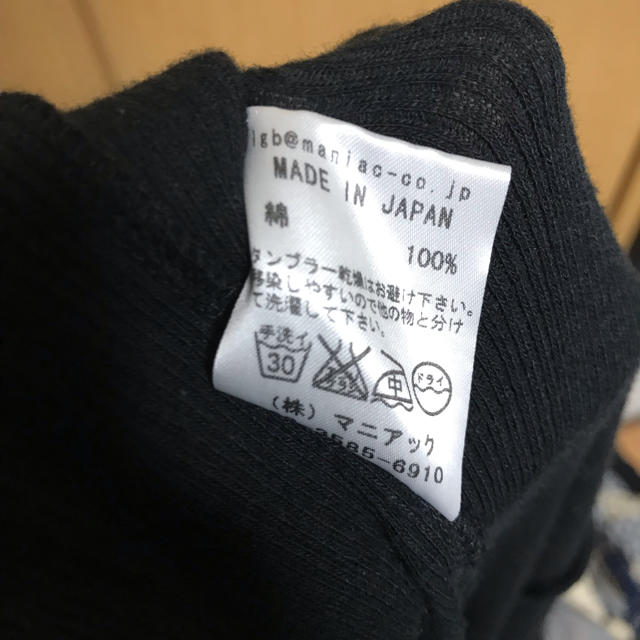 lgb@maniac-co.jp
MADE IN JAPAN
綿 100%
タンブラー乾燥はお避け下さい。
移染しやすいので他の物と分け
て洗濯して下さい。
手洗イ 30 エンソ 中 ドライ
(株) マニアック
3585-6910